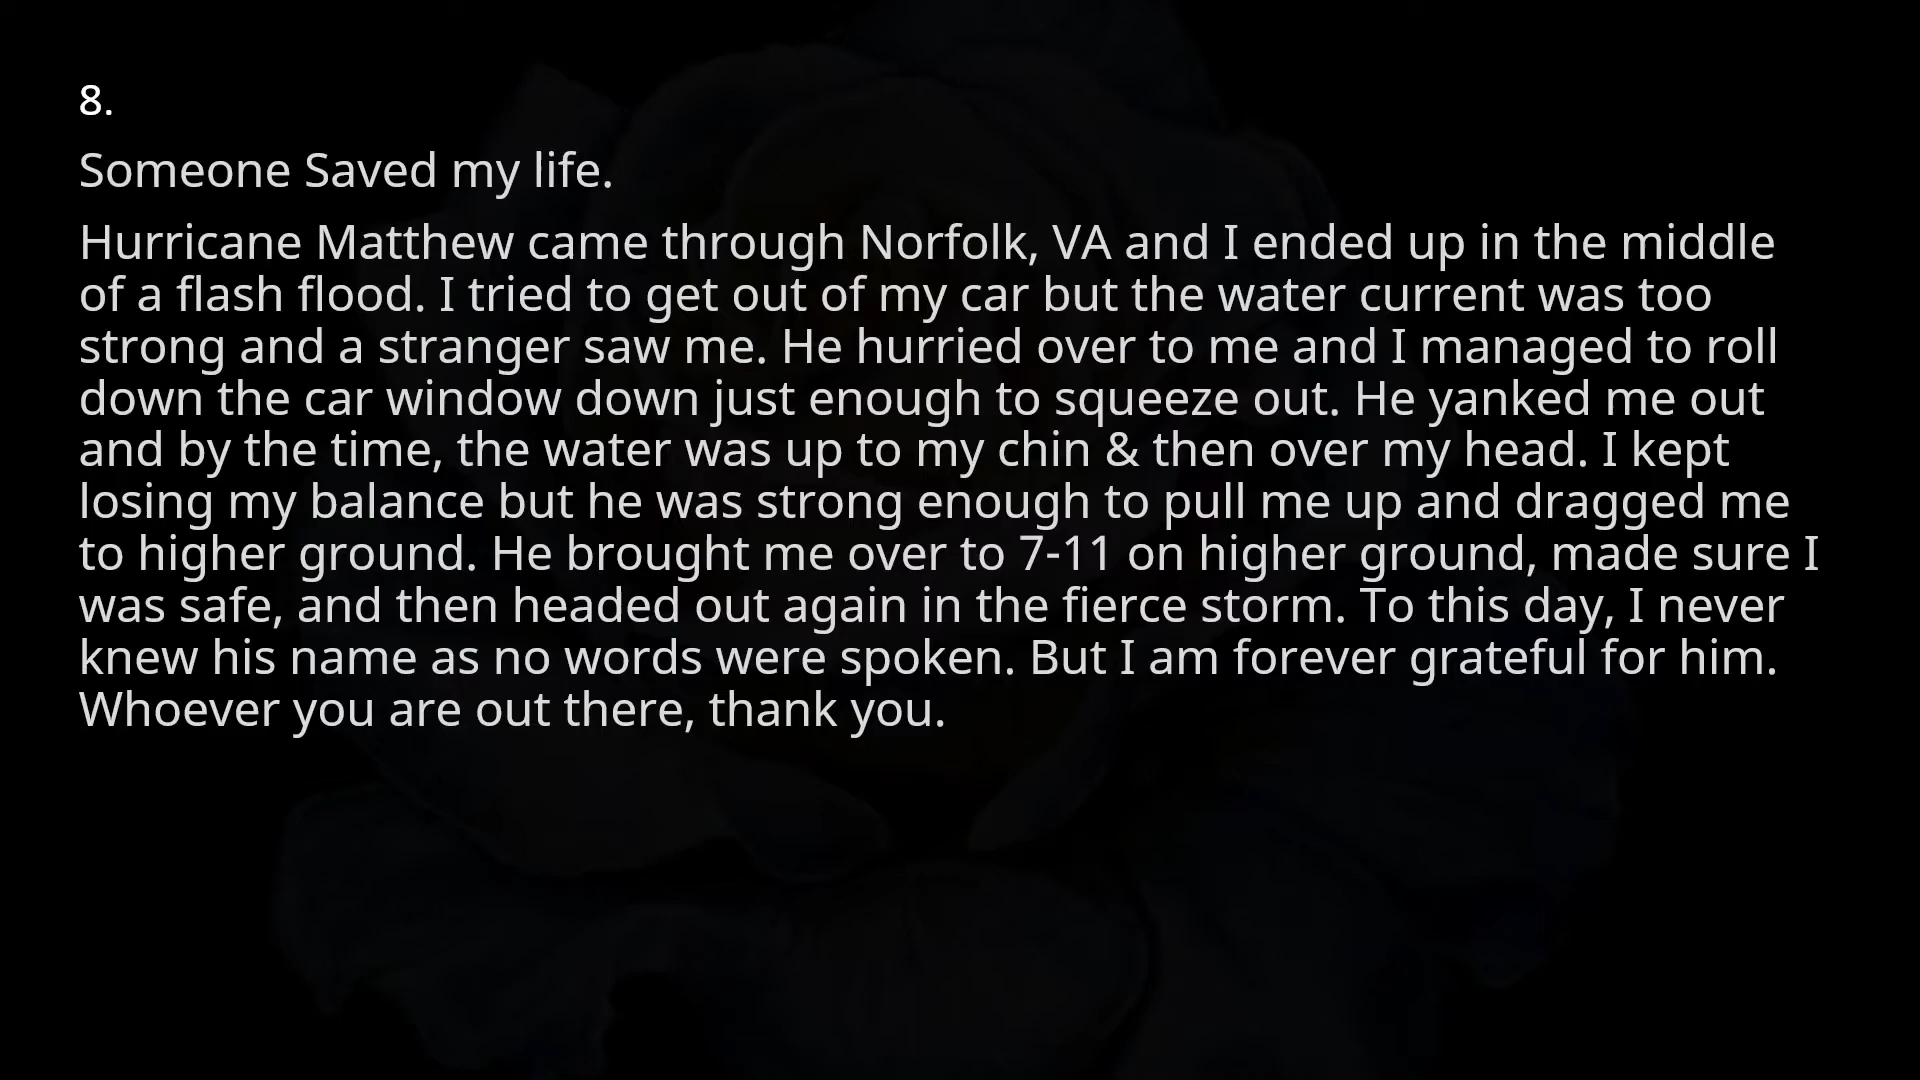 8.
Someone Saved my life.
Hurricane Matthew came through Norfolk, VA and I ended up in the middle
of a flash flood. I tried to get out of my car but the water current was too
strong and a stranger saw me. He hurried over to me and I managed to roll
down the car window down just enough to squeeze out. He yanked me out
and by the time, the water was up to my chin & then over my head. I kept
losing my balance but he was strong enough to pull me up and dragged me
to higher ground. He brought me over to 7-11 on higher ground, made sure I
was safe, and then headed out again in the fierce storm. To this day, I never
knew his name as no words were spoken. But I am forever grateful for him.
Whoever you are out there, thank you.